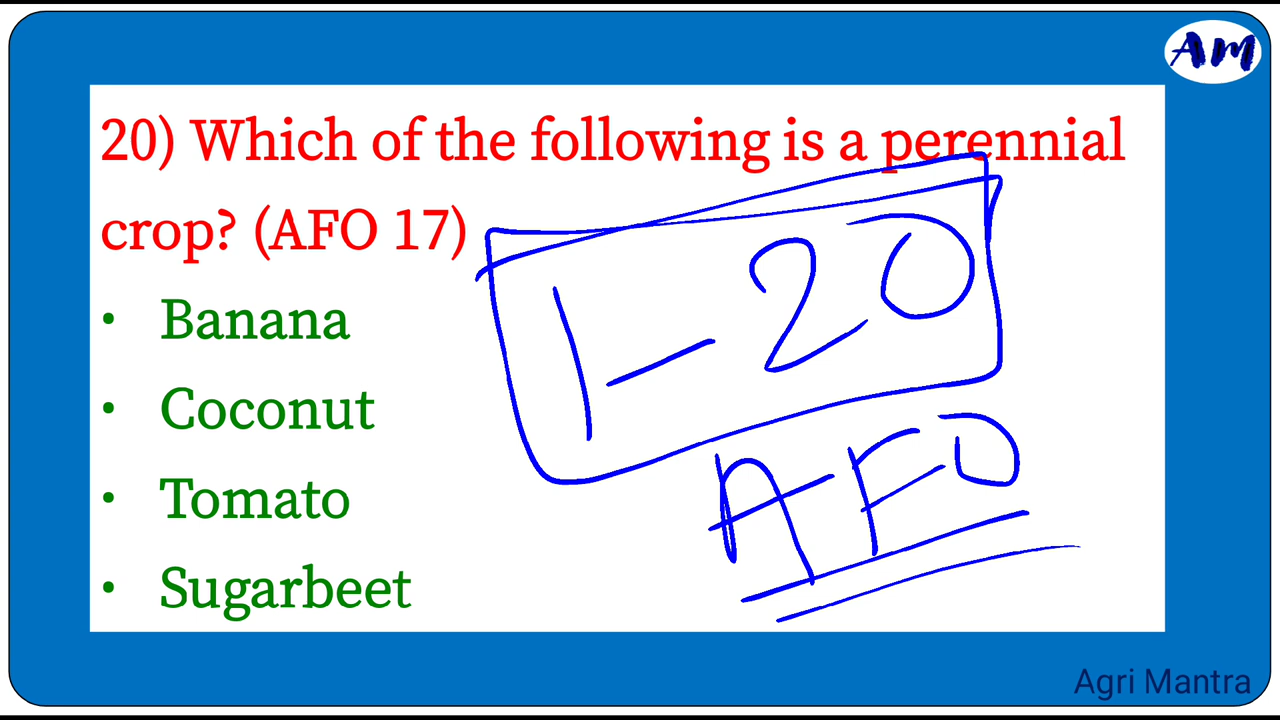 AM
20) Which of the following is a perennial
crop? (AFO 17)
• Banana
• Coconut
• Tomato
• Sugarbeet
1-20
AFO
Agri Mantra